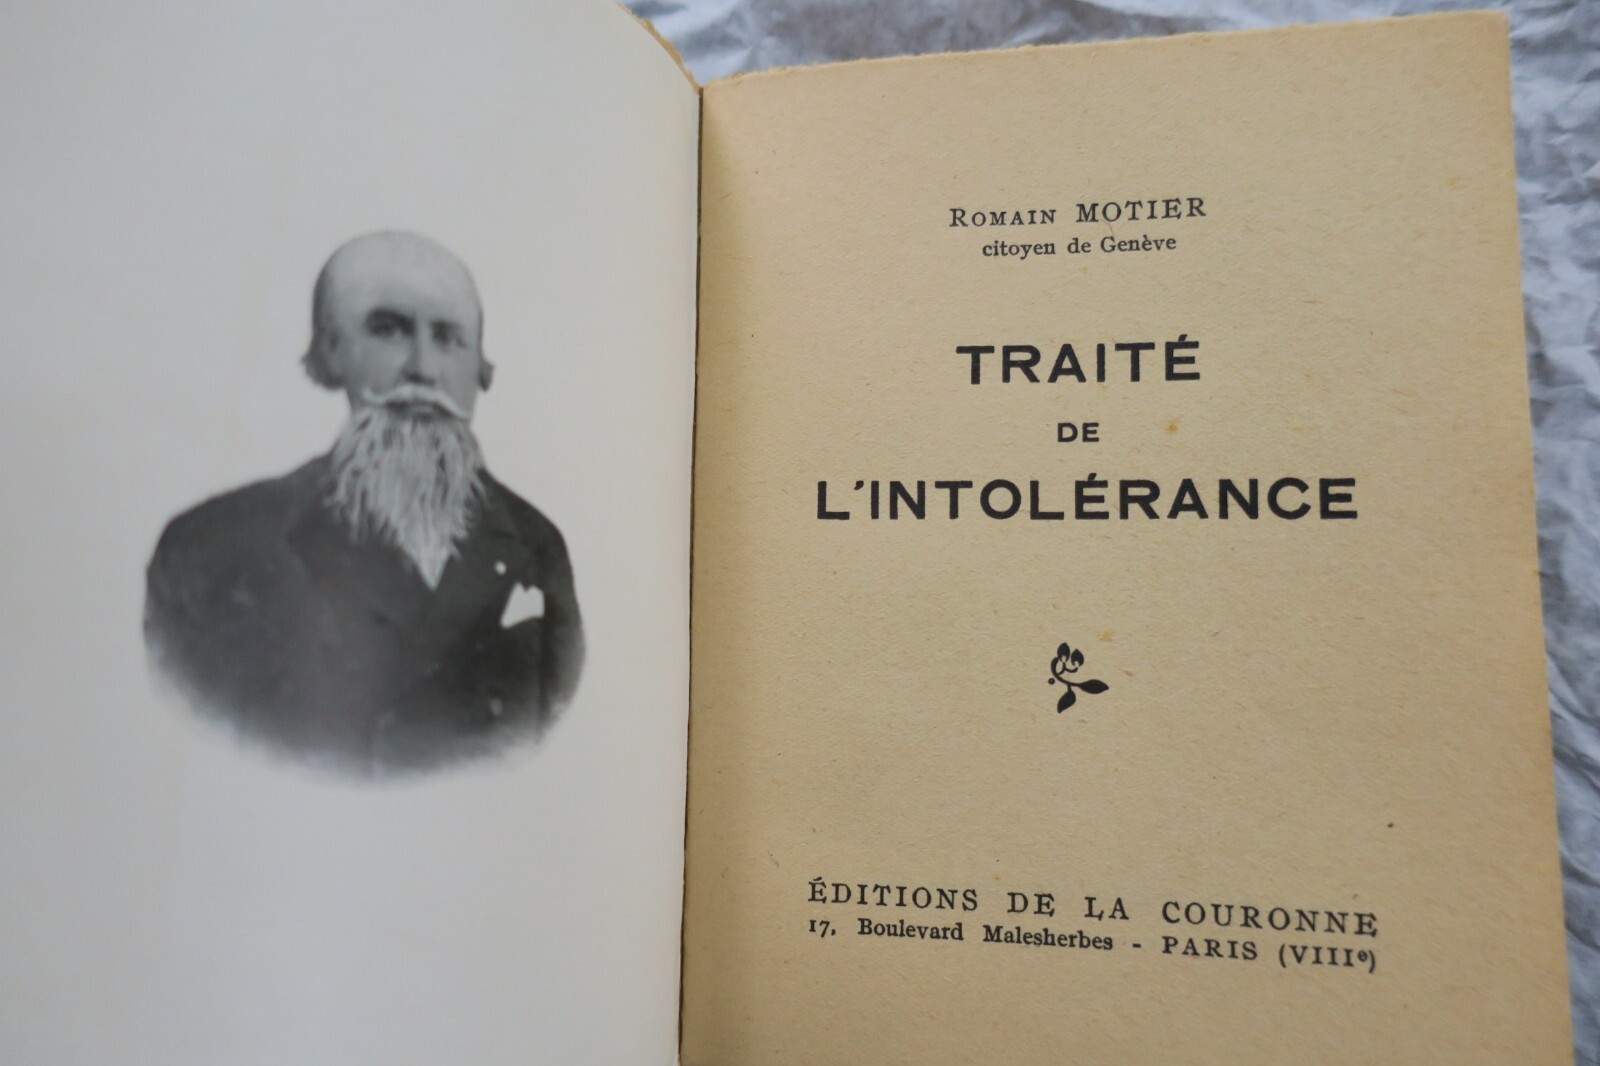 Romain MOTIER
citoyen de Genève
TRAITÉ
DE
L'INTOLÉRANCE
ÉDITIONS DE LA COURONNE
17, Boulevard Malesherbes - PARIS (VIIIe)